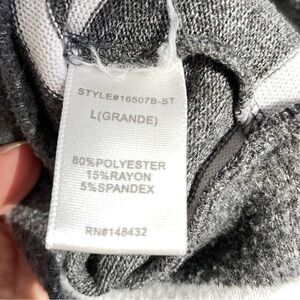 STYLE#16507B-ST
L(GRANDE)
80%POLYESTER
15%RAYON
5%SPANDEX
RN#148432